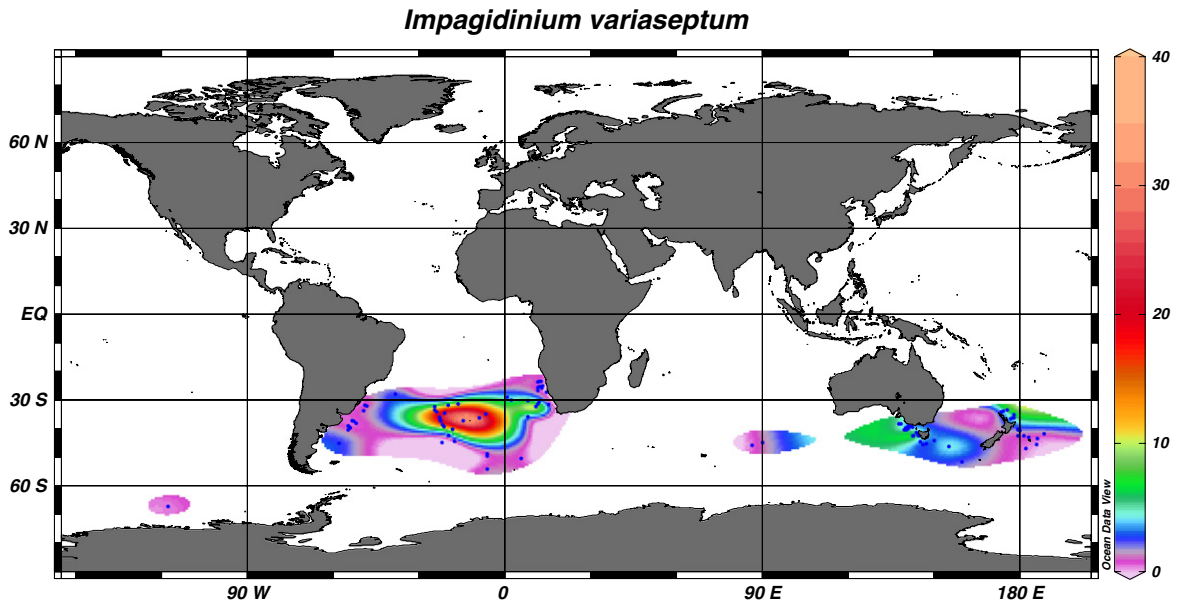 Impagidinium variaseptum
60 N
30 N
EQ
30 S
60 S
90 W
0
90 E
180 E
40
30
20
10
0
Ocean Data View